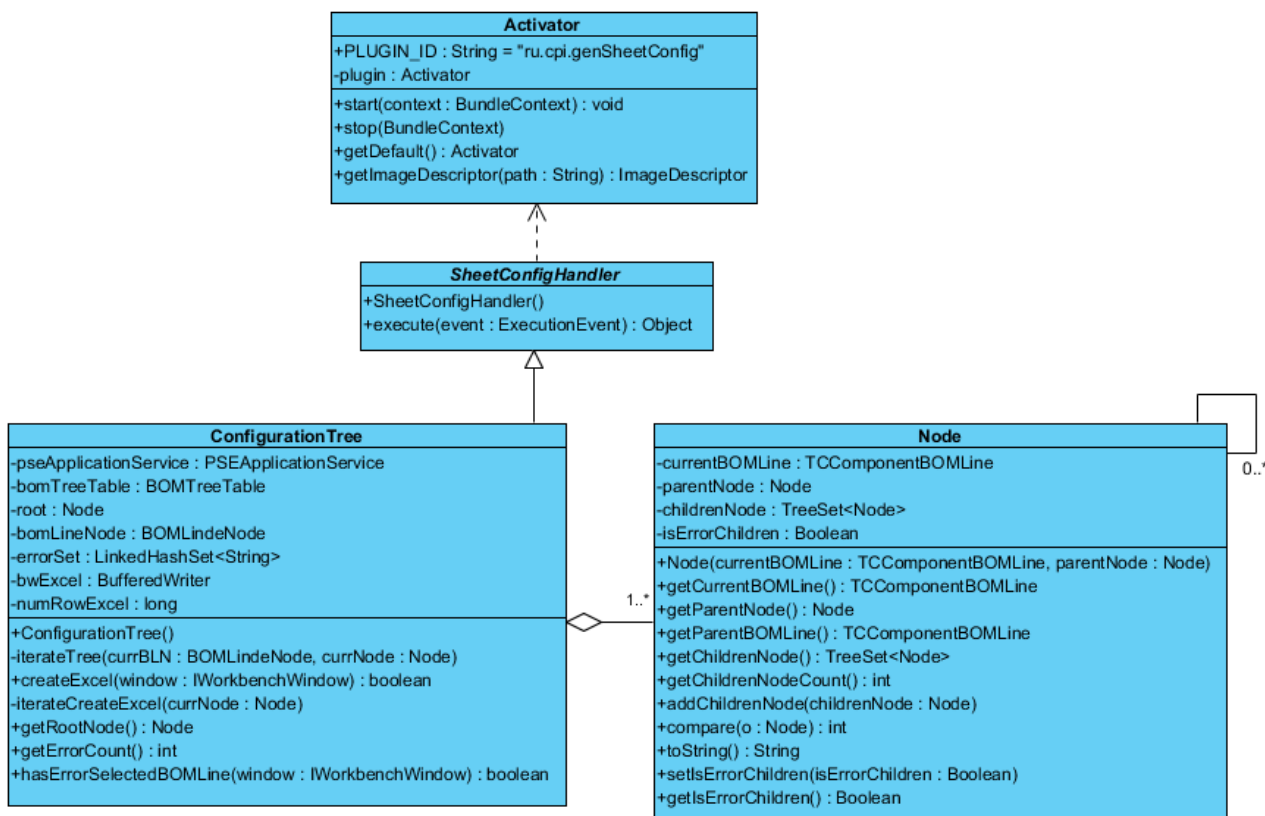 Activator
+PLUGIN_ID : String = "ru.cpi.genSheetConfig"
-plugin : Activator
+start(context : BundleContext) : void
+stop(BundleContext)
+getDefault() : Activator
+getImageDescriptor(path : String) : ImageDescriptor
SheetConfigHandler
+SheetConfigHandler()
+execute(event : ExecutionEvent) : Object
ConfigurationTree
-pseApplicationService : PSEApplicationService
-bomTreeTable : BOMTreeTable
-root : Node
-bomLineNode : BOMLindeNode
-errorSet : LinkedHashSet<String>
-bwExcel : BufferedWriter
-numRowExcel : long
+ConfigurationTree()
-iterateTree(currBLN : BOMLindeNode, currNode : Node)
+createExcel(window : IWorkbenchWindow) : boolean
-iterateCreateExcel(currNode : Node)
+getRootNode() : Node
+getErrorCount() : int
+hasErrorSelectedBOMLine(window : IWorkbenchWindow) : boolean
1..*
Node
-currentBOMLine : TCComponentBOMLine
-parentNode : Node
-childrenNode : TreeSet<Node>
-isErrorChildren : Boolean
+Node(currentBOMLine : TCComponentBOMLine, parentNode : Node)
+getCurrentBOMLine() : TCComponentBOMLine
+getParentNode() : Node
+getParentBOMLine() : TCComponentBOMLine
+getChildrenNode() : TreeSet<Node>
+getChildrenNodeCount() : int
+addChildrenNode(childrenNode : Node)
+compare(o : Node) : int
+toString() : String
+setIsErrorChildren(isErrorChildren : Boolean)
+getIsErrorChildren() : Boolean
0..*